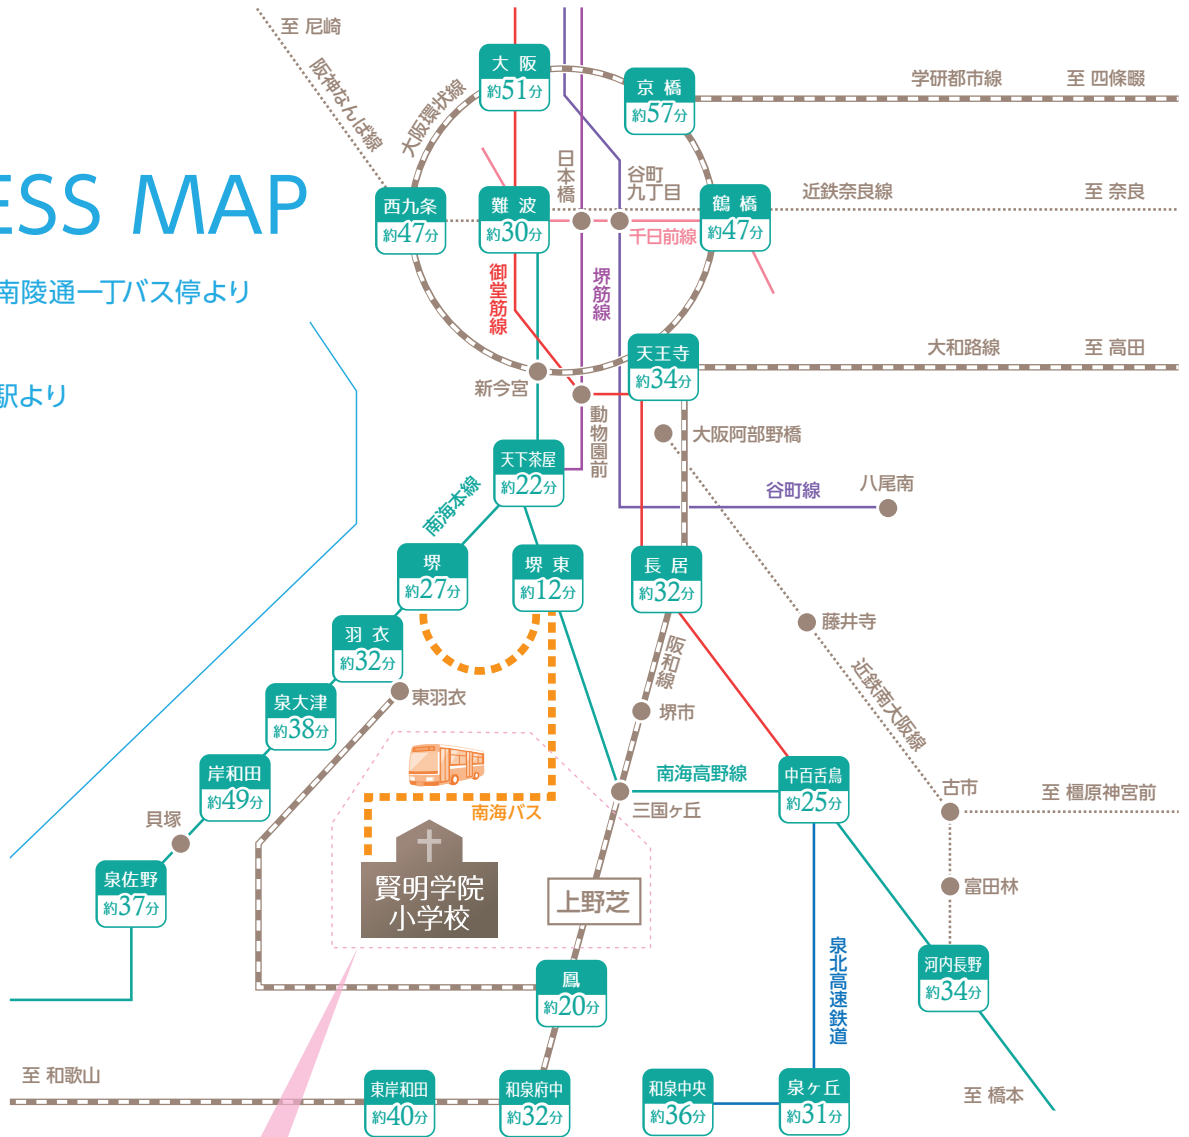 至 尼崎
阪神なんば線
大阪環状線
大阪
約51分
京橋
約57分
学研都市線
至 四條畷
ESS MAP
西九条
約47分
難波
約30分
日本橋
谷町
九丁目
千日前線
鶴橋
約47分
近鉄奈良線
至 奈良
南陵通一丁バス停より
御堂筋線
堺筋線
天王寺
約34分
大和路線
至 高田
駅より
新今宮
動物園前
大阪阿部野橋
天下茶屋
約22分
谷町線
八尾南
南海本線
堺
約27分
堺東
約12分
長居
約32分
羽衣
約32分
東羽衣
阪和線
藤井寺
近鉄南大阪線
泉大津
約38分
堺市
岸和田
約49分
南海高野線
三国ヶ丘
中百舌鳥
約25分
古市
至 橿原神宮前
貝塚
南海バス
泉佐野
約37分
賢明学院
小学校
上野芝
富田林
泉北高速鉄道
河内長野
約34分
鳳
約20分
至 和歌山
東岸和田
約40分
和泉府中
約32分
和泉中央
約36分
泉ヶ丘
約31分
至 橋本